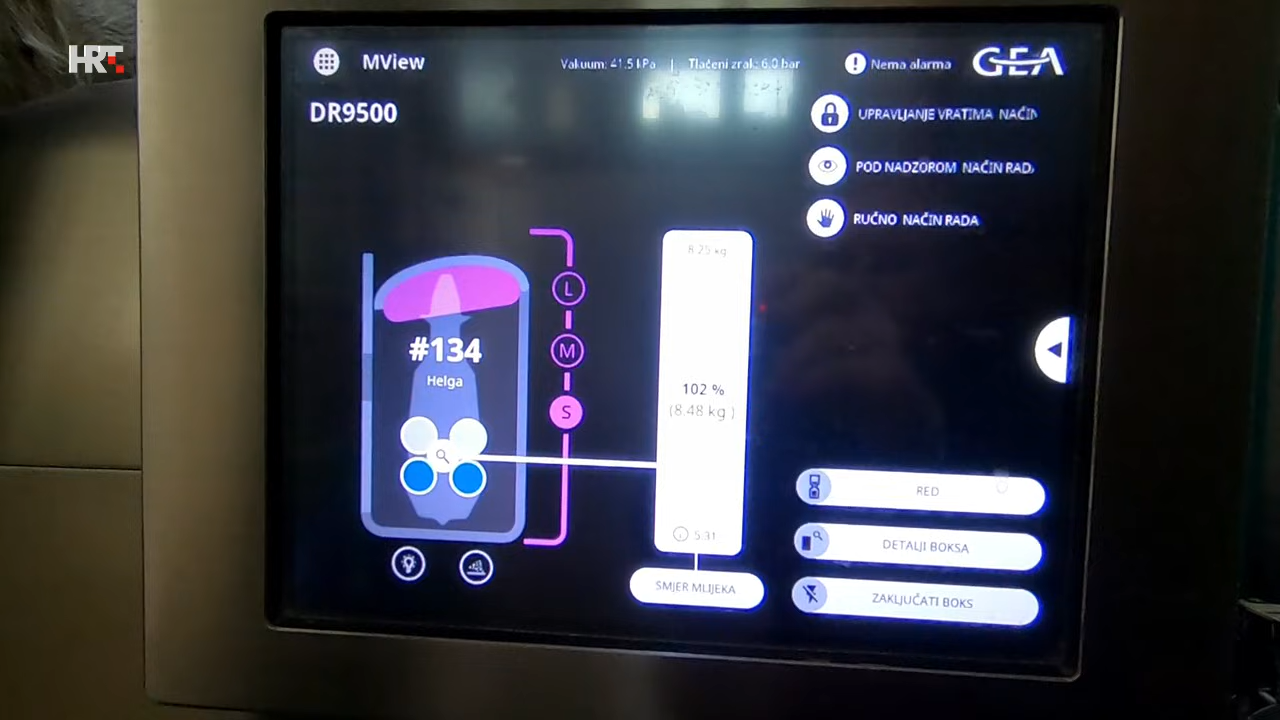 HRT
MView
Vakuum: 41.5 kPa | Tlačeni zrak: 6.0 bar
Nema alarma
GEA
DR9500
UPRAVLJANJE VRATIMA NAČIN
POD NADZOROM NAČIN RADA
RUČNO NAČIN RADA
8.25 kg
L
M
#134
Helga
102 %
(8.48 kg )
S
RED
5:31
DETALJI BOKSA
SMJER MLIJEKA
ZAKLJUČATI BOKS